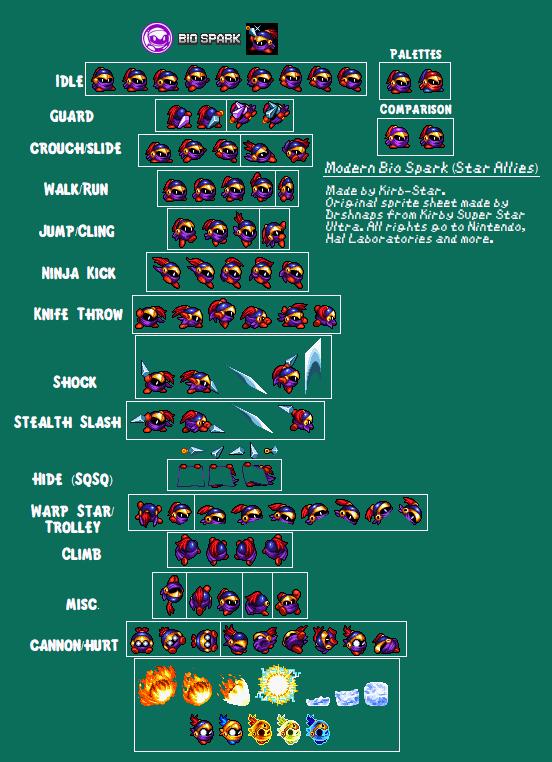 BIO SPARK
IDLE
PALETTES
GUARD
COMPARISON
CROUCH/SLIDE
Modern Bio Spark (Star Allies)
WALK/RUN
Made by Kirb-Star.
Original sprite sheet made by
Drshnaps from Kirby Super Star
Ultra. All rights go to Nintendo,
Hal Laboratories and more.
JUMP/CLING
NINJA KICK
KNIFE THROW
SHOCK
STEALTH SLASH
HIDE (SQSQ)
WARP STAR/
TROLLEY
CLIMB
MISC.
CANNON/HURT